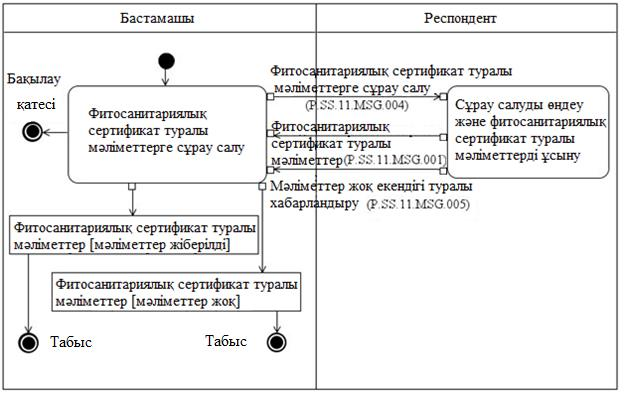 Бастамашы
Респондент
Бақылау
қатесі
Фитосанитариялық
сертификат туралы
мәліметтерге сұрау салу
Фитосанитариялық сертификат туралы
мәліметтерге сұрау салу
(P.SS.11.MSG.004)
Фитосанитариялық
сертификат туралы
мәліметтер(P.SS.11.MSG.001)
Мәліметтер жоқ екендігі туралы
хабарландыру (P.SS.11.MSG.005)
Сұрау салуды өңдеу
және фитосанитариялық
сертификат туралы
мәліметтерді ұсыну
Фитосанитариялық сертификат туралы
мәліметтер [мәліметтер жіберілді]
Фитосанитариялық сертификат туралы
мәліметтер [мәліметтер жоқ]
Табыс
Табыс